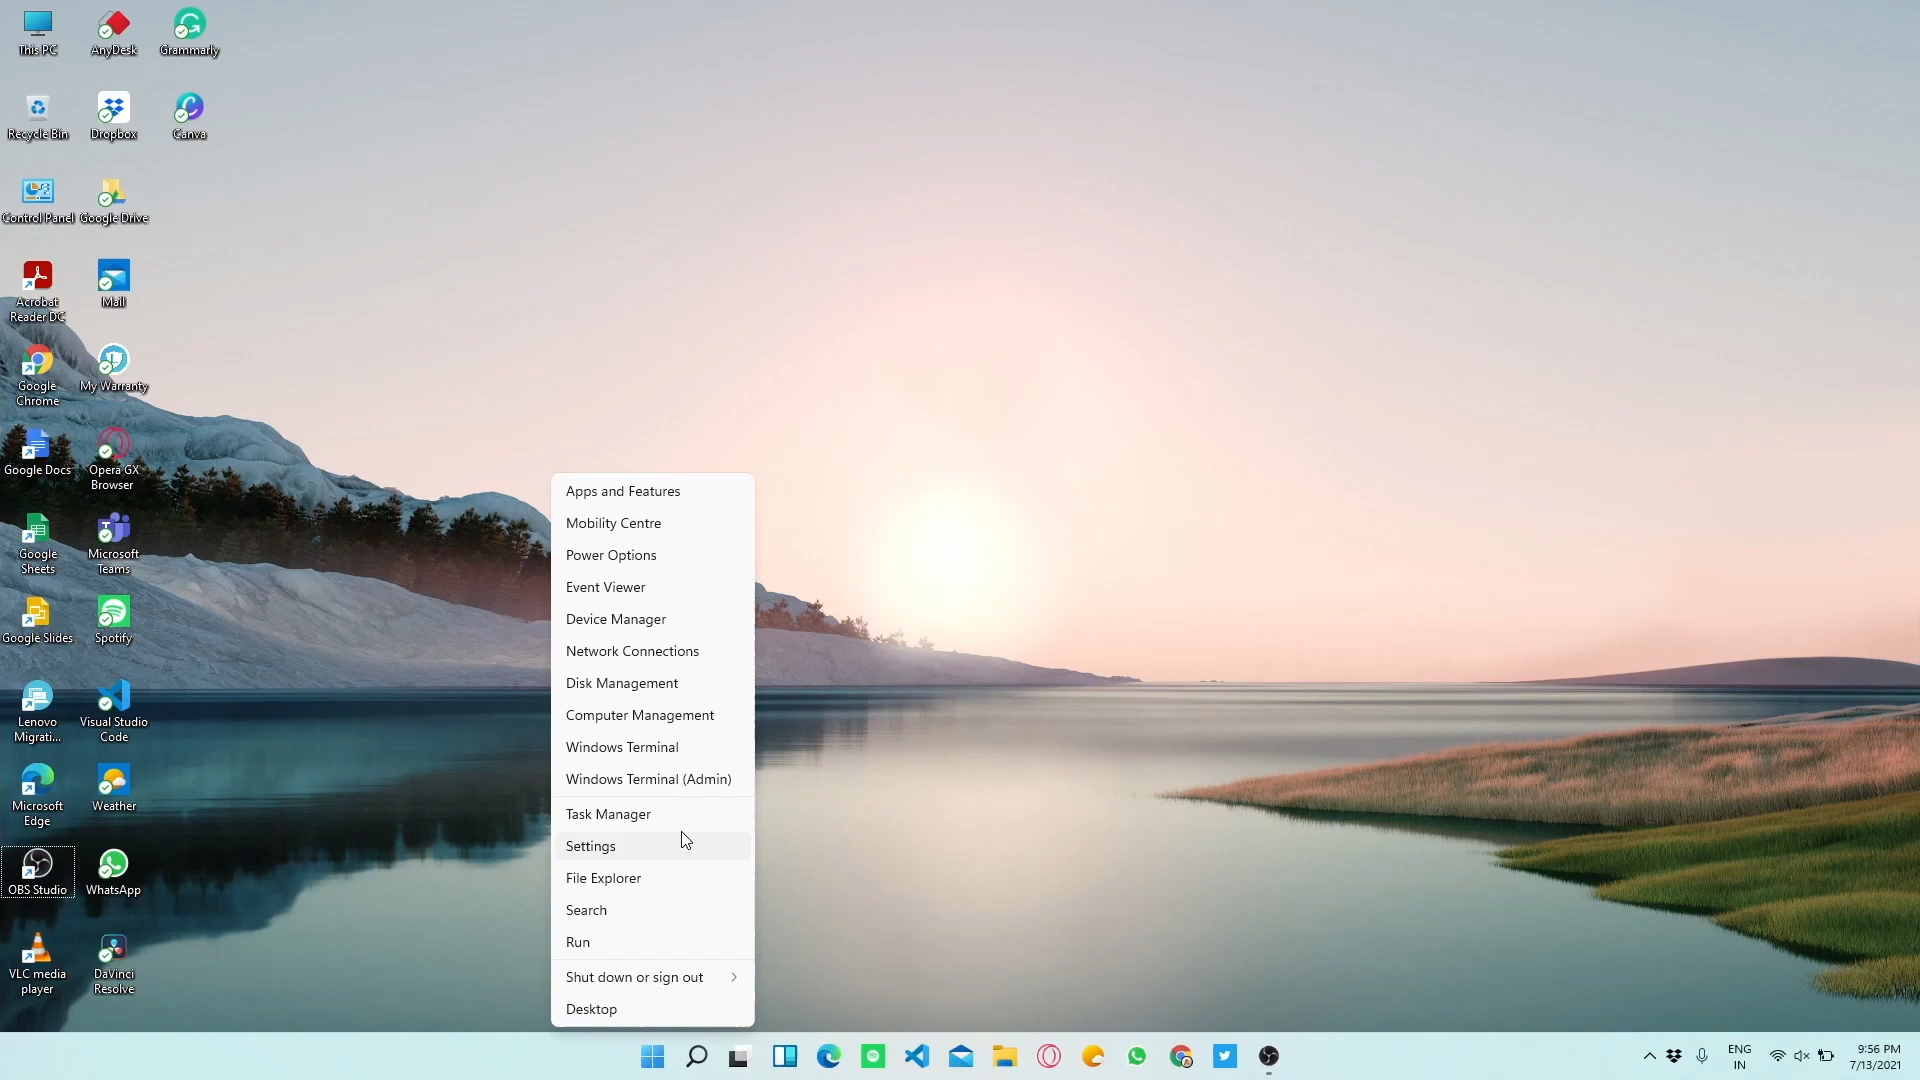 This PC
AnyDesk
Grammarly
Recycle Bin
Dropbox
Canva
Control Panel
Google Drive
Acrobat
Reader DC
Mail
Google
Chrome
My Warranty
Google Docs
Opera GX
Browser
Google
Sheets
Microsoft
Teams
Google Slides
Spotify
Lenovo
Migrati...
Visual Studio
Code
Microsoft
Edge
Weather
OBS Studio
WhatsApp
VLC media
player
DaVinci
Resolve
Apps and Features
Mobility Centre
Power Options
Event Viewer
Device Manager
Network Connections
Disk Management
Computer Management
Windows Terminal
Windows Terminal (Admin)
Task Manager
Settings
File Explorer
Search
Run
Shut down or sign out
Desktop
ENG
IN
9:56 PM
7/13/2021